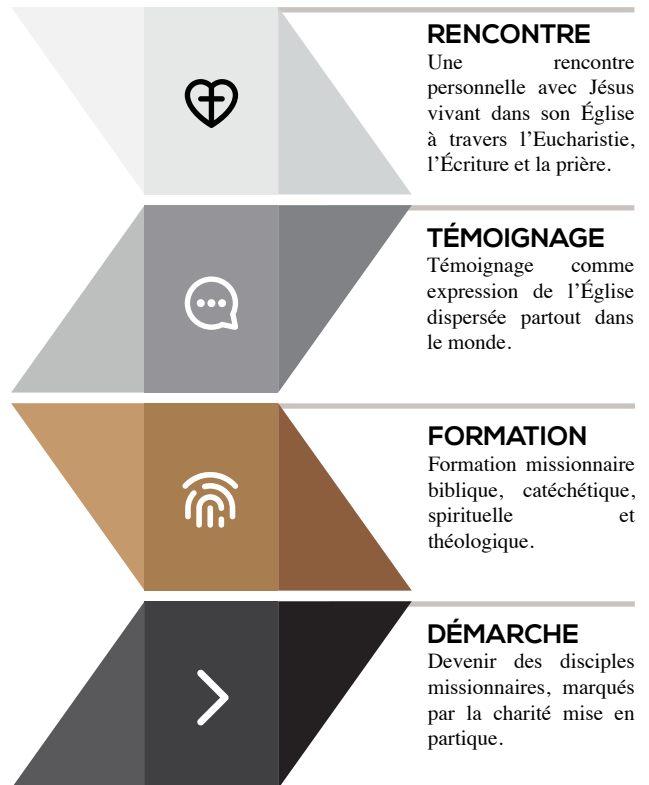 RENCONTRE
Une rencontre
personnelle avec Jésus
vivant dans son Église
à travers l’Eucharistie,
l’Écriture et la prière.
TÉMOIGNAGE
Témoignage comme
expression de l’Église
dispersée partout dans
le monde.
FORMATION
Formation missionnaire
biblique, catéchétique,
spirituelle et
théologique.
DÉMARCHE
Devenir des disciples
missionnaires, marqués
par la charité mise en
partique.